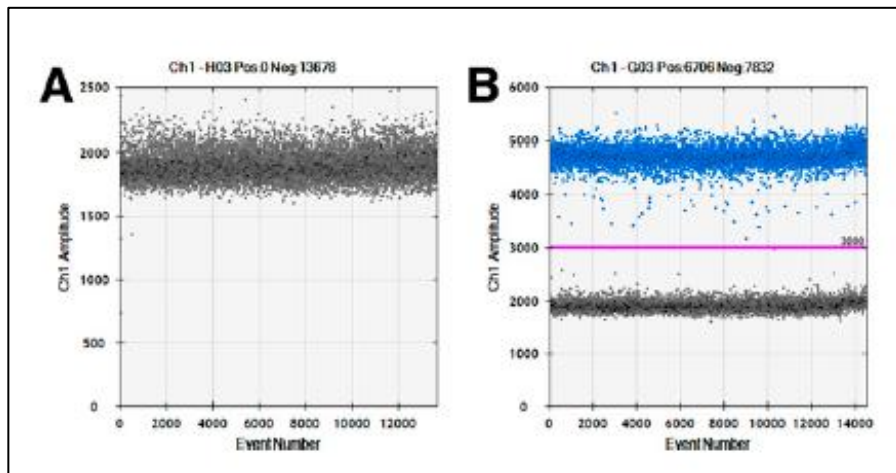 A
Ch1 - H03 Pos:0 Neg:13678
2500
2000
1500
1000
500
0
Ch1 Amplitude
0 2000 4000 6000 8000 10000 12000
Event Number
B
Ch1 - G03 Pos:6706 Neg:7832
6000
5000
4000
3000
2000
1000
0
3000
Ch1 Amplitude
0 2000 4000 6000 8000 10000 12000 14000
Event Number